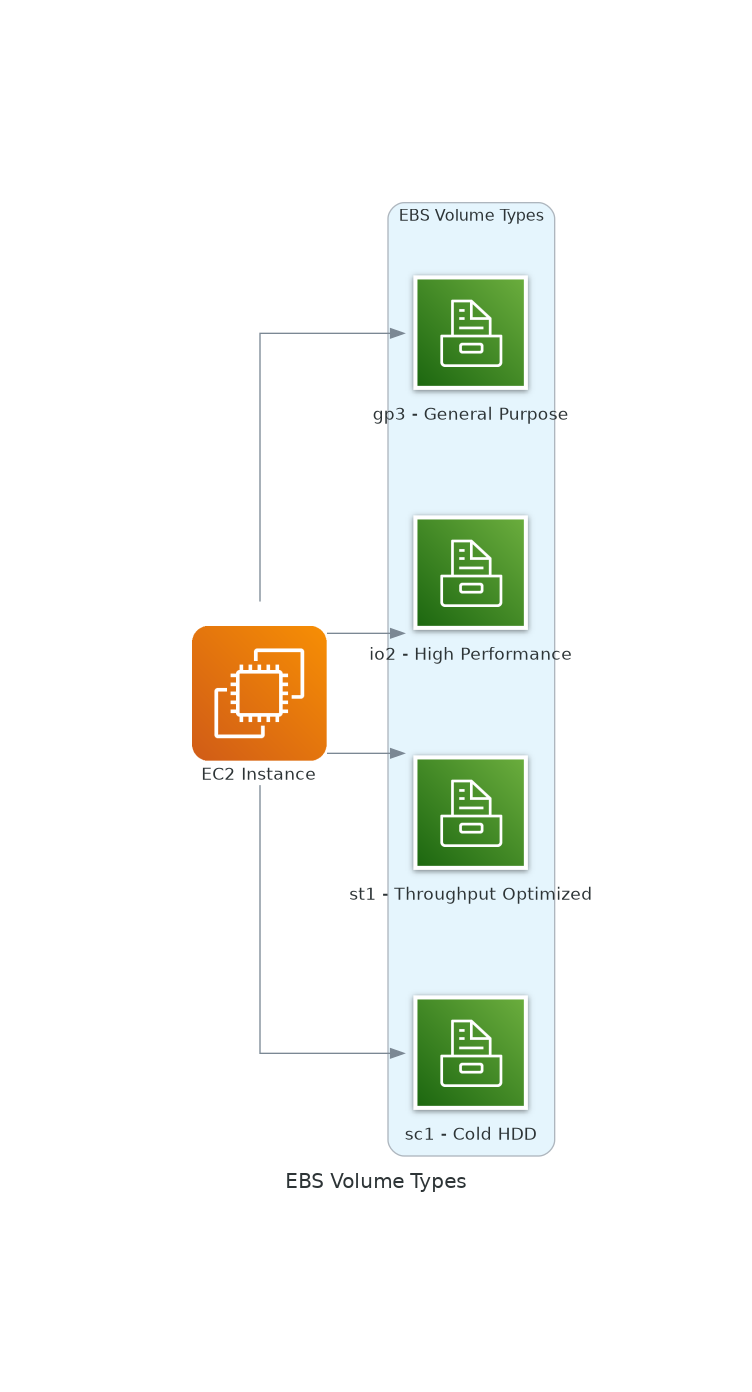 EBS Volume Types
gp3 - General Purpose
io2 - High Performance
EC2 Instance
st1 - Throughput Optimized
sc1 - Cold HDD
EBS Volume Types